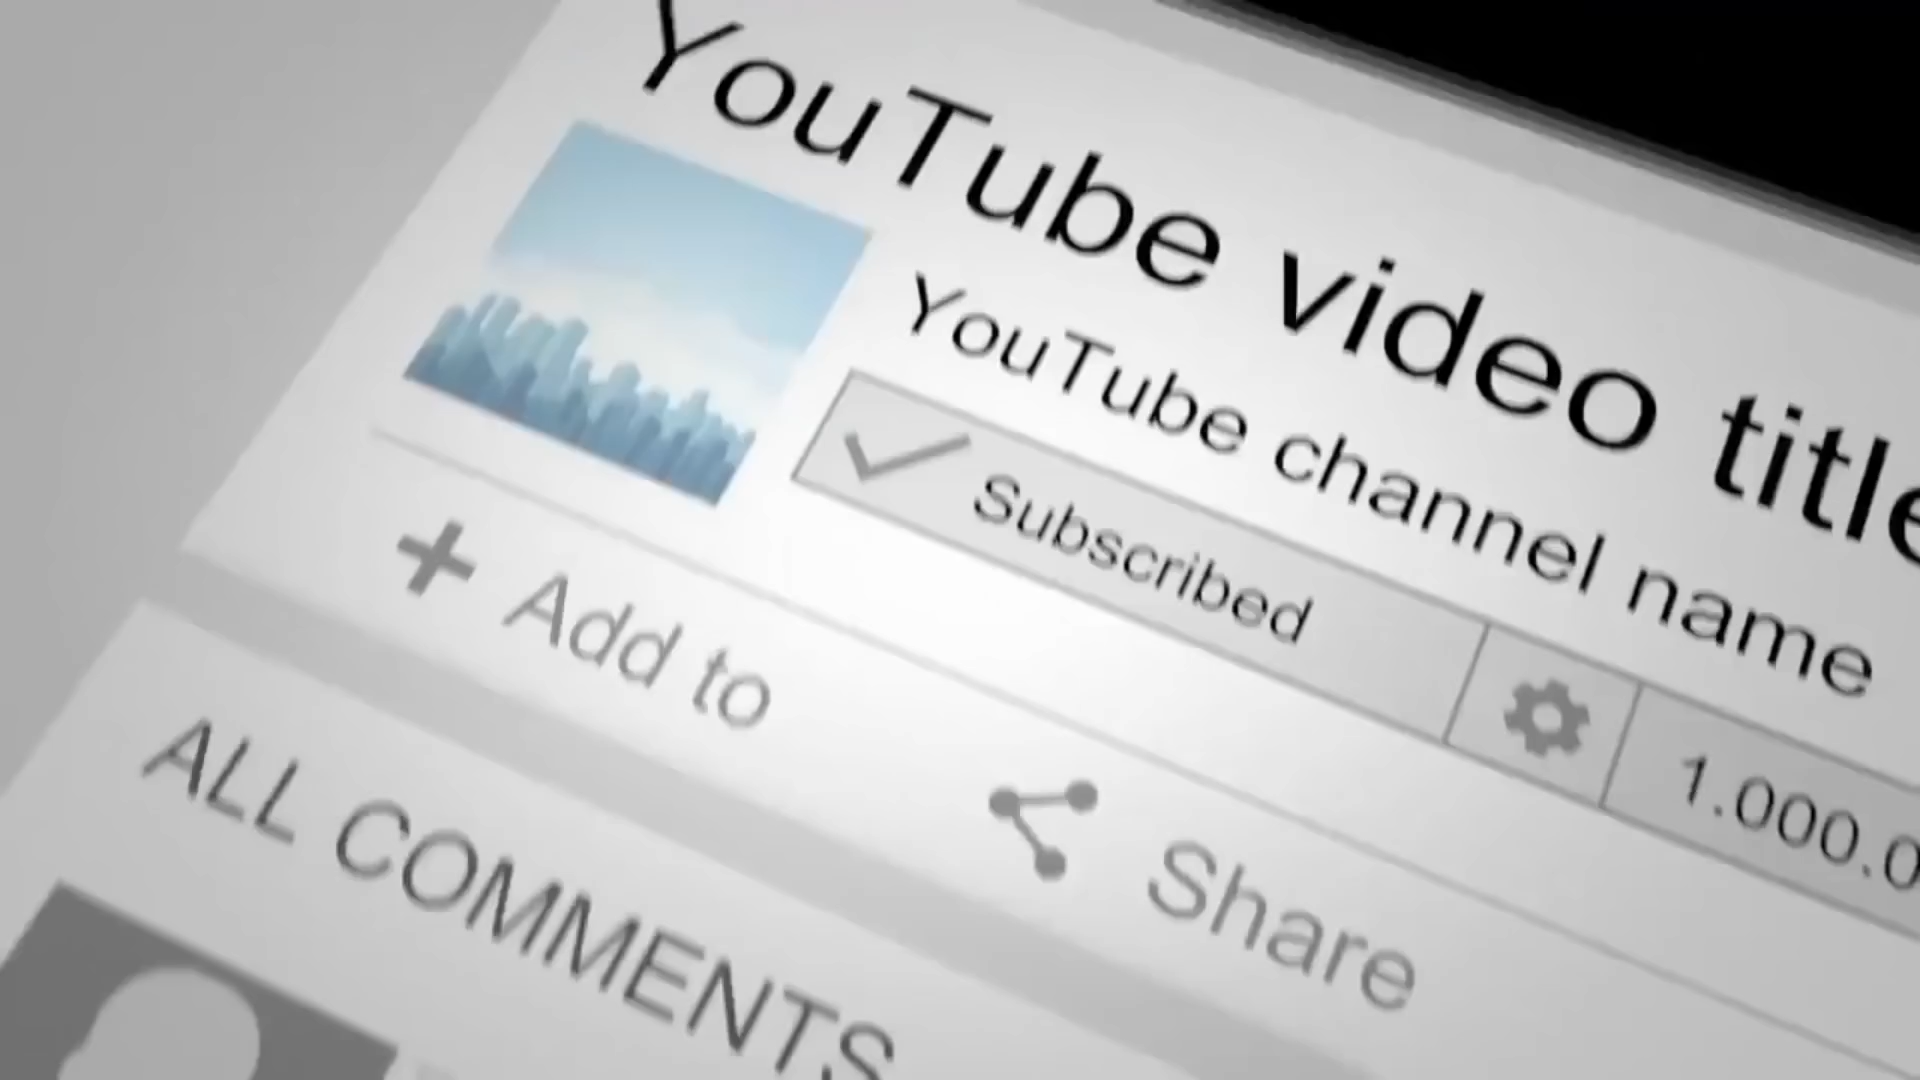 YouTube video title
YouTube channel name
Subscribed
1.000.0
Add to
Share
ALL COMMENTS